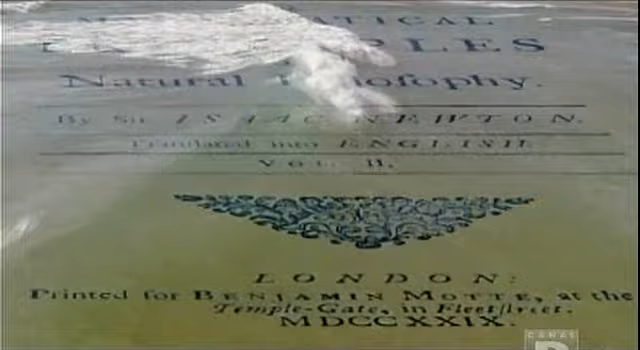 Natural
By Sir ISAAC NEWTON.
Tranſlated into ENGLISH.
VOL. II.
LONDON:
Printed for BENJAMIN MOTTE, at the
Temple-Gate, in Fleetſtreet.
MDCCXXIX.
CANAL